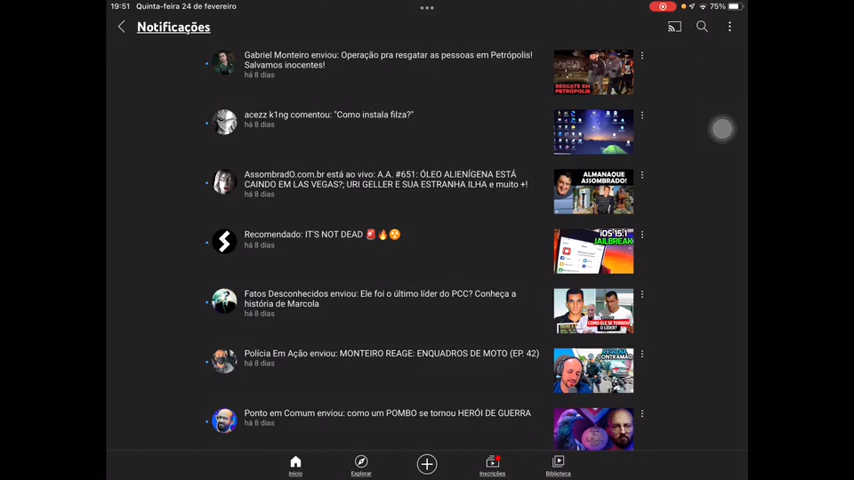 19:51 Quinta-feira 24 de fevereiro
75%
Notificações
Gabriel Monteiro enviou: Operação pra resgatar as pessoas em Petrópolis!
Salvamos inocentes!
há 8 dias
RESGATE EM
PETRÓPOLIS
acezz k1ng comentou: "Como instala filza?"
há 8 dias
AssombradO.com.br está ao vivo: A.A. #651: ÓLEO ALIENÍGENA ESTÁ
CAINDO EM LAS VEGAS?; URI GELLER E SUA ESTRANHA ILHA e muito +!
há 8 dias
ALMANAQUE
ASSOMBRADO!
Recomendado: IT'S NOT DEAD 🚨🔥😚
há 8 dias
iOS 15.1
JAILBREAK
Fatos Desconhecidos enviou: Ele foi o último líder do PCC? Conheça a
história de Marcola
há 8 dias
COMO ELE SE TORNOU
O LÍDER!
Polícia Em Ação enviou: MONTEIRO REAGE: ENQUADROS DE MOTO (EP. 42)
há 8 dias
CONTRAMÃO
Ponto em Comum enviou: como um POMBO se tornou HERÓI DE GUERRA
há 8 dias
Início
Explorar
Inscrições
Biblioteca